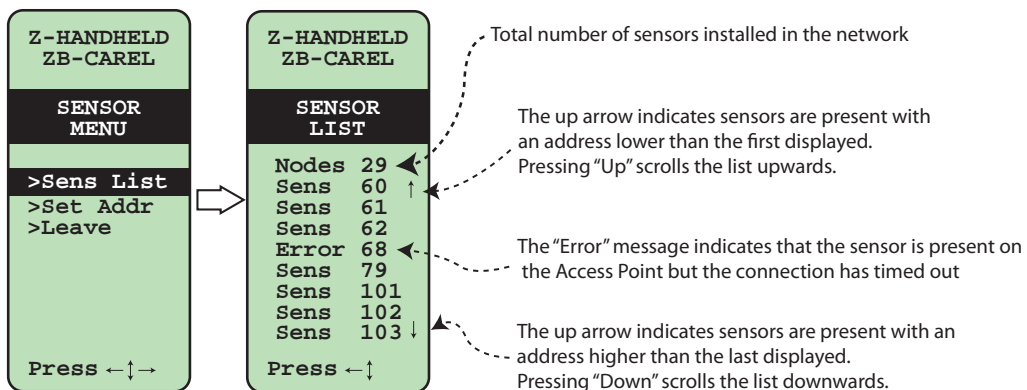 Z-HANDHELD
ZB-CAREL
SENSOR
MENU
>Sens List
>Set Addr
>Leave
Press ←↕→
Z-HANDHELD
ZB-CAREL
SENSOR
LIST
Nodes 29
Sens 60 ↑
Sens 61
Sens 62
Error 68
Sens 79
Sens 101
Sens 102
Sens 103 ↓
Press ←↕
Total number of sensors installed in the network
The up arrow indicates sensors are present with
an address lower than the first displayed.
Pressing “Up” scrolls the list upwards.
The “Error” message indicates that the sensor is present on
the Access Point but the connection has timed out
The up arrow indicates sensors are present with an
address higher than the last displayed.
Pressing “Down” scrolls the list downwards.